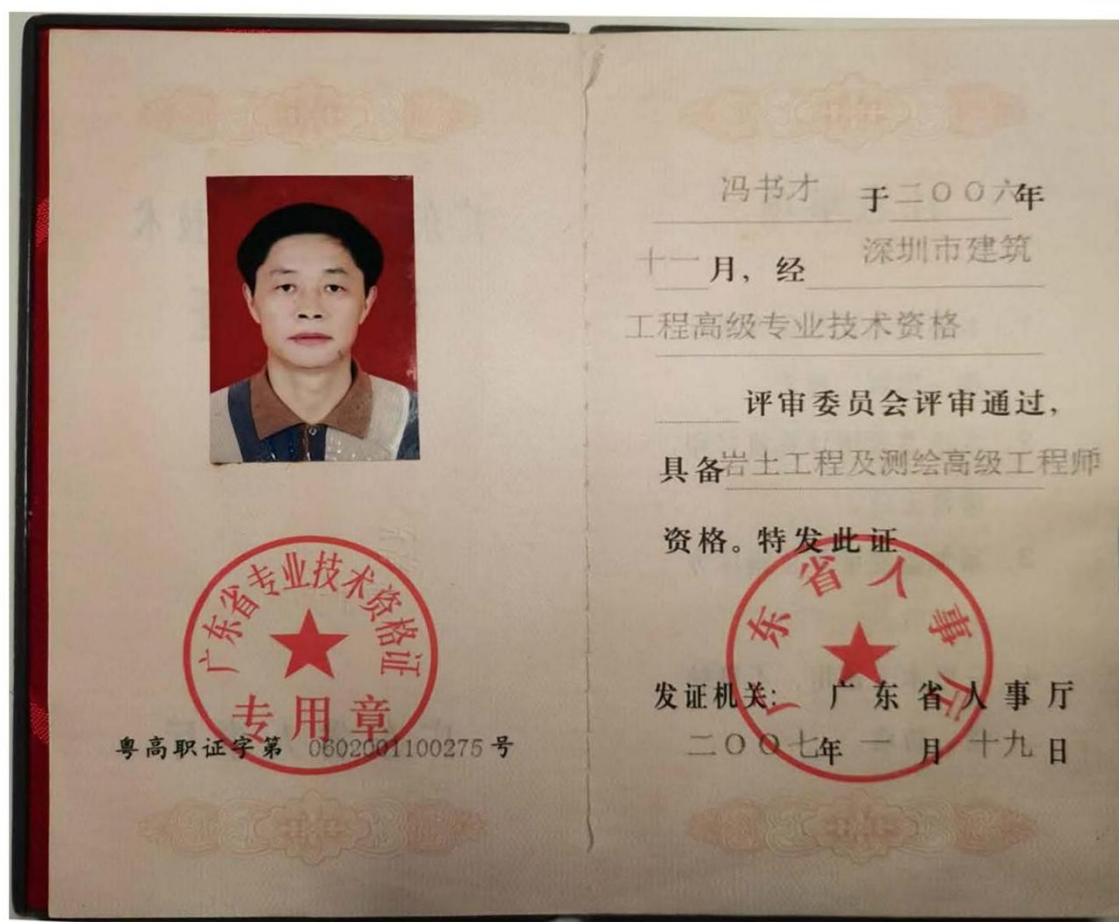 广东省专业技术资格证
专用章
粤高职证字第 0602001100275 号
冯书才 于二〇〇六年
十一月，经 深圳市建筑
工程高级专业技术资格
评审委员会评审通过，
具备岩土工程及测绘高级工程师
资格。特发此证
广东省人事厅
发证机关： 广东省人事厅
二〇〇七年 一 月 十九 日